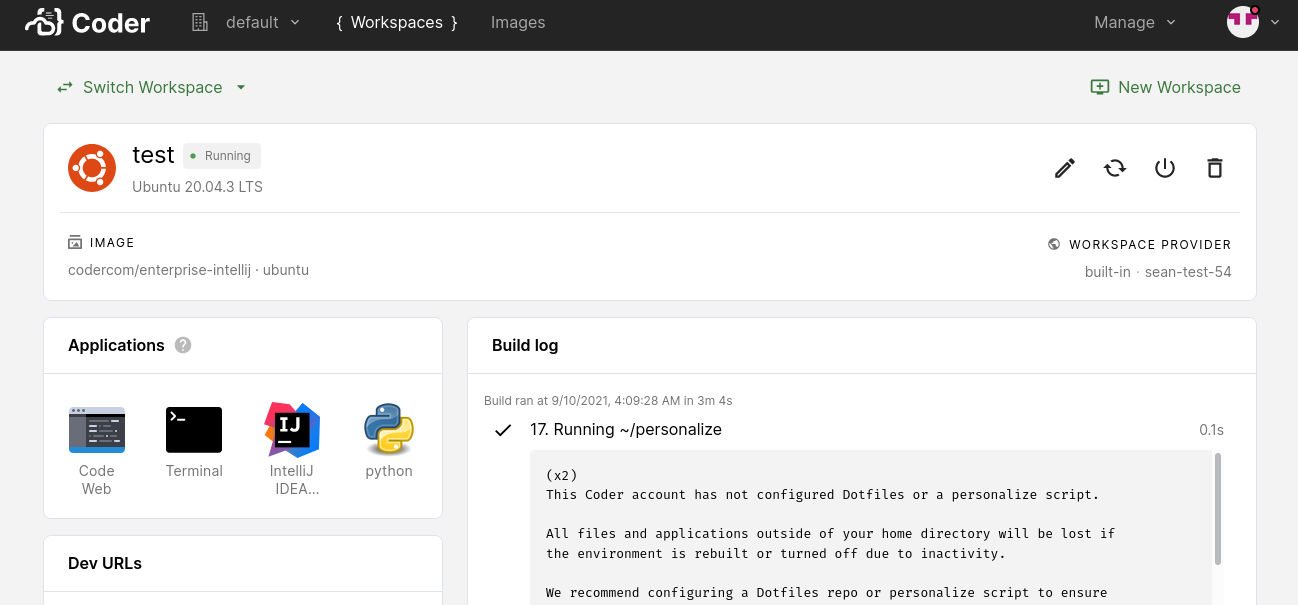 Coder
default
{ Workspaces }
Images
Manage
Switch Workspace
New Workspace
test
Running
Ubuntu 20.04.3 LTS
IMAGE
codercom/enterprise-intellij · ubuntu
WORKSPACE PROVIDER
built-in · sean-test-54
Applications ?
>_
Code
Web
Terminal
IJ
IntelliJ
IDEA...
python
Dev URLs
Build log
Build ran at 9/10/2021, 4:09:28 AM in 3m 4s
17. Running ~/personalize
0.1s
(x2)
This Coder account has not configured Dotfiles or a personalize script.
All files and applications outside of your home directory will be lost if
the environment is rebuilt or turned off due to inactivity.
We recommend configuring a Dotfiles repo or personalize script to ensure